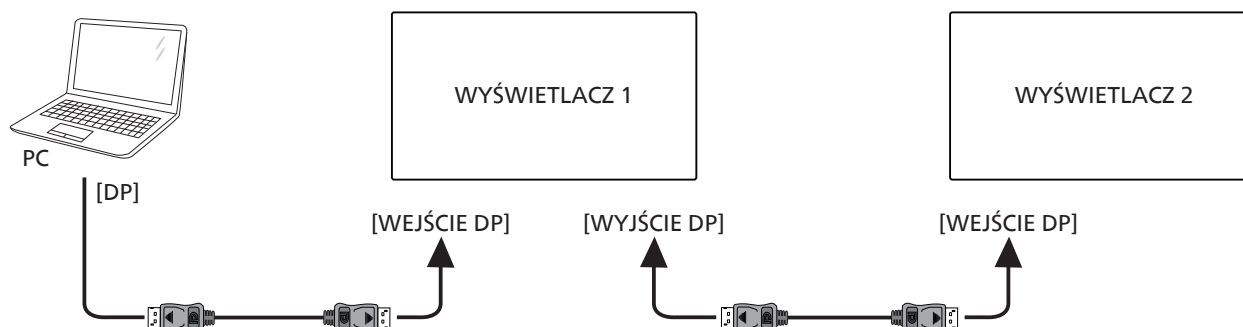 WYŚWIETLACZ 1
WYŚWIETLACZ 2
PC
[DP]
[WEJŚCIE DP]
[WYJŚCIE DP]
[WEJŚCIE DP]